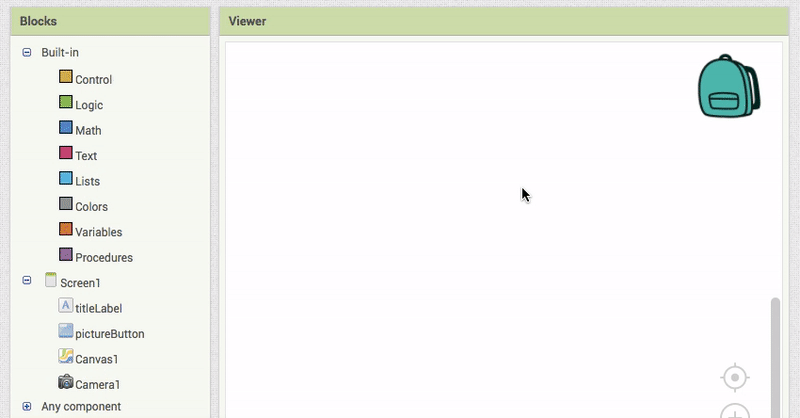 Blocks
Viewer
Built-in
Control
Logic
Math
Text
Lists
Colors
Variables
Procedures
Screen1
A titleLabel
pictureButton
Canvas1
Camera1
Any component